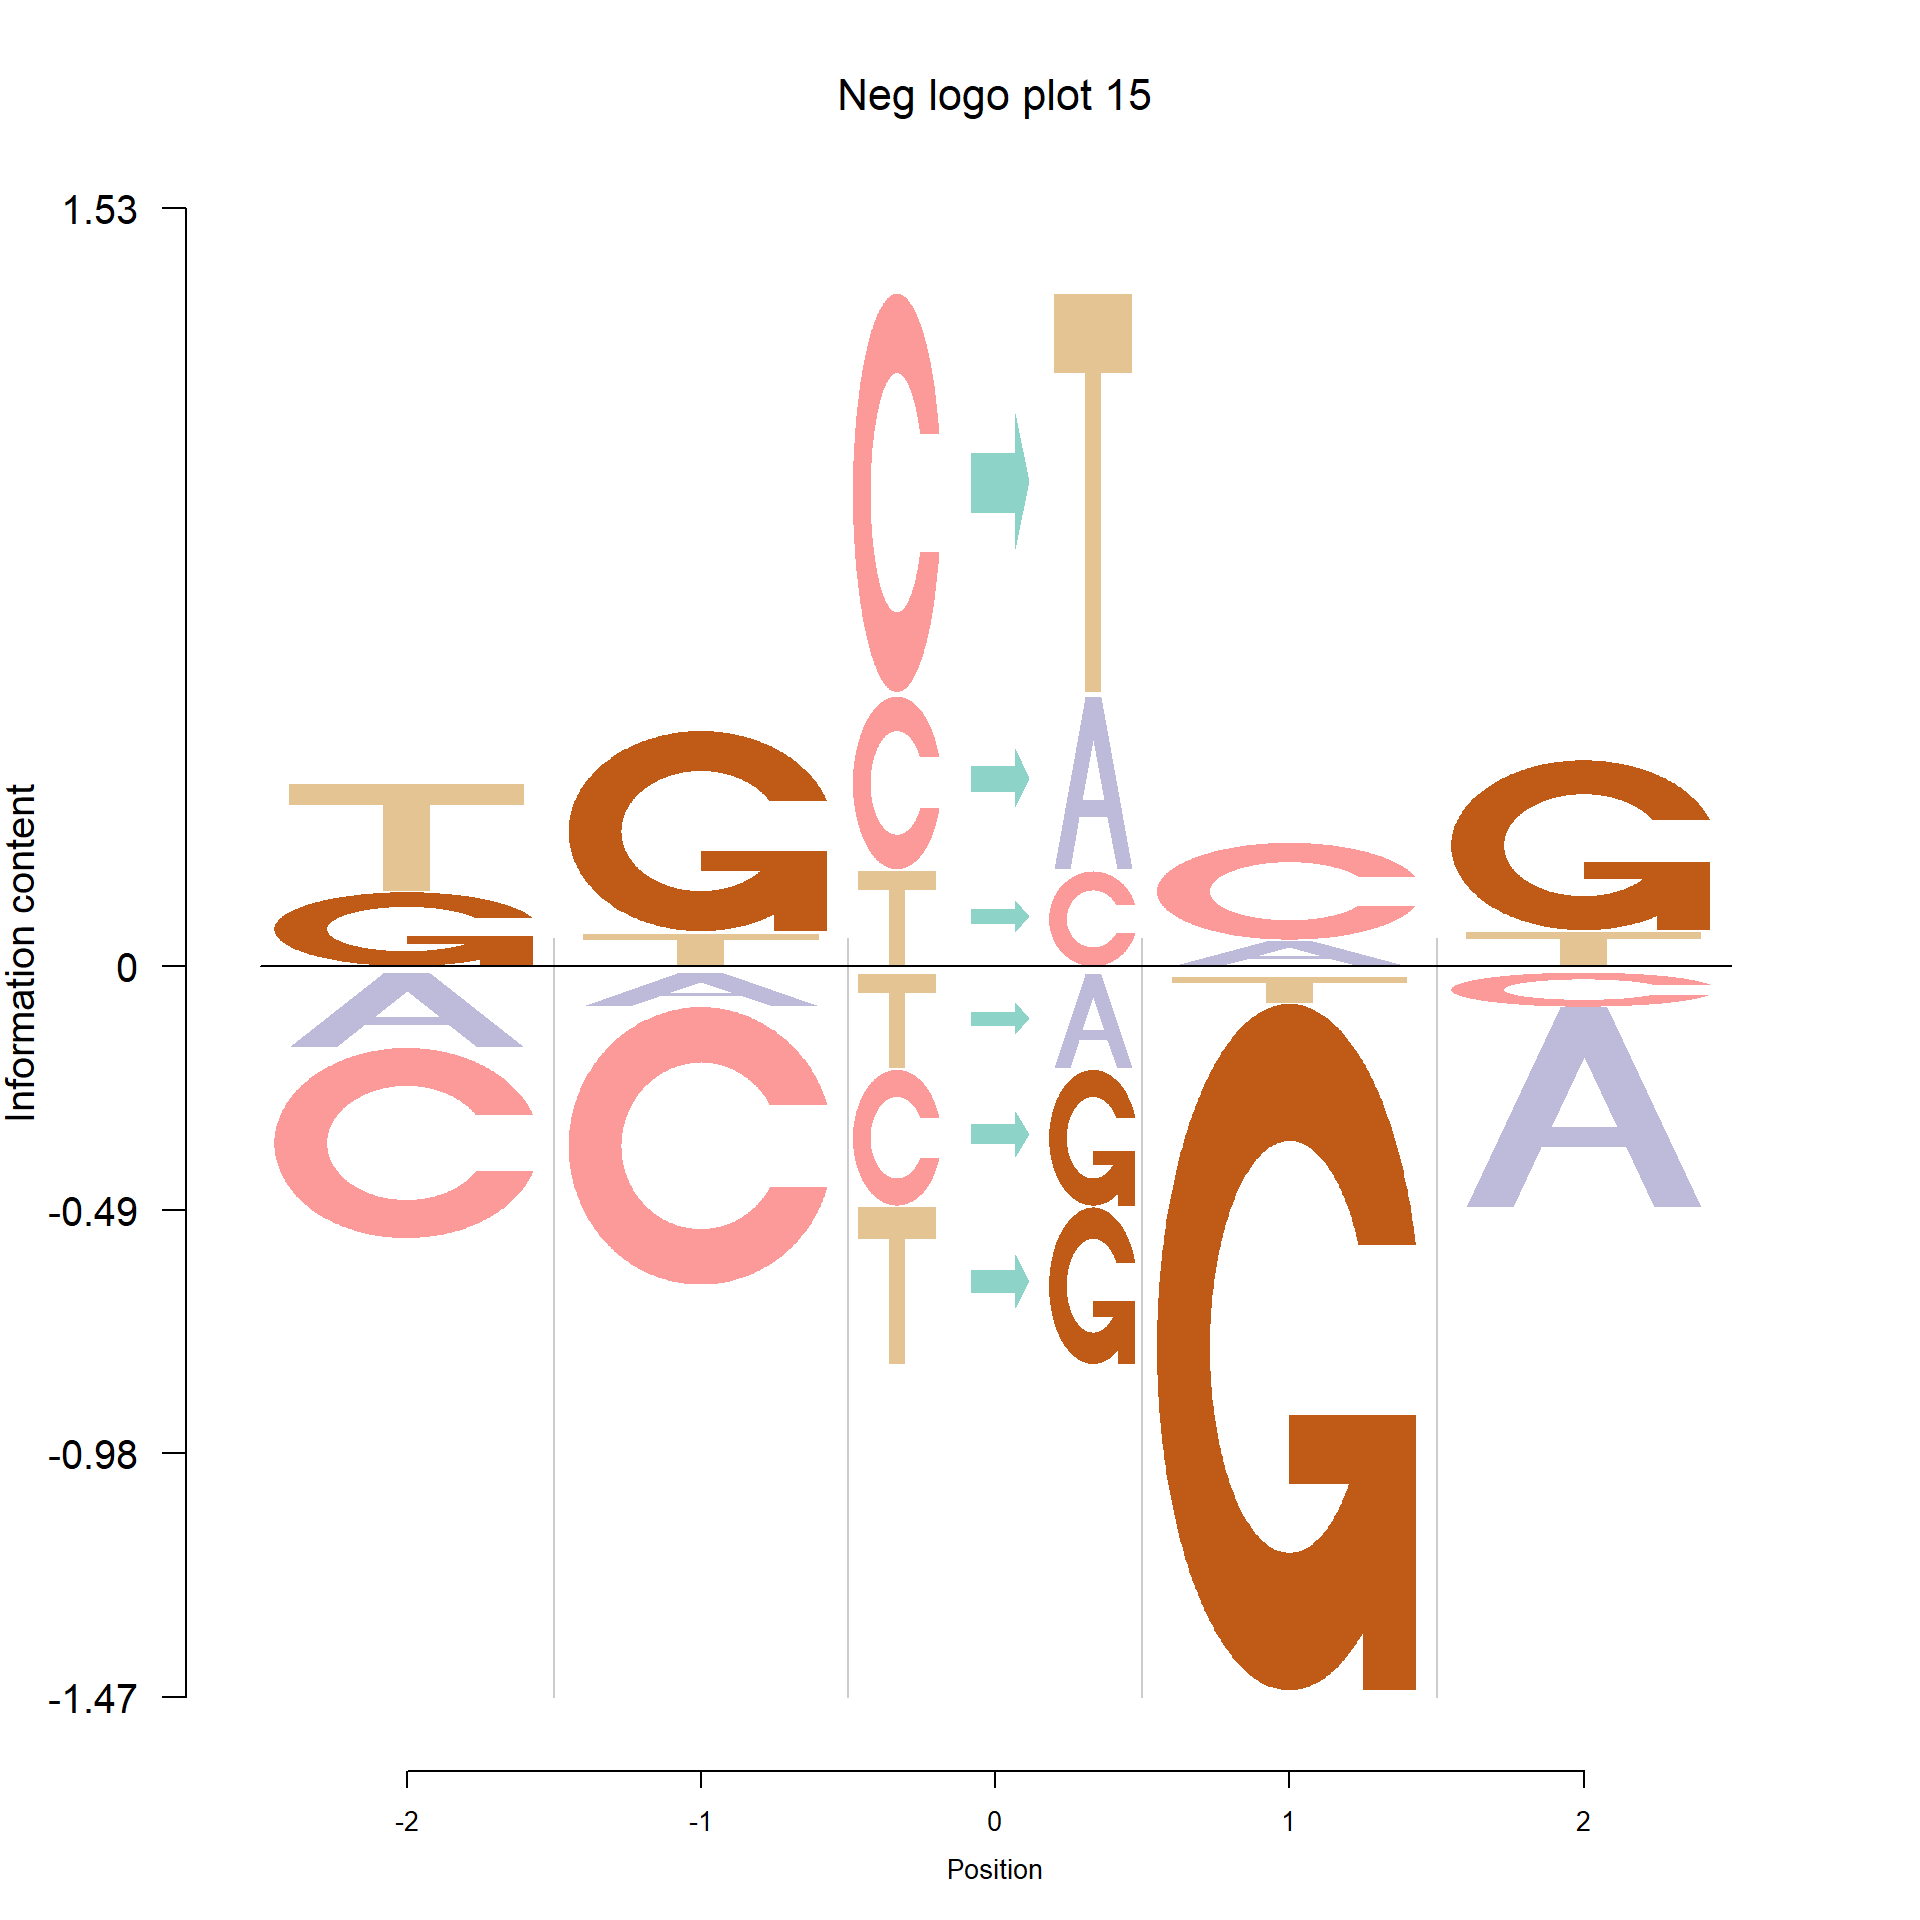 Neg logo plot 15
1.53
0
-0.49
-0.98
-1.47
Information content
T G A C
G T A C
C T
C A
T C
T A
C G
T G
C A T G
G T C A
-2 -1 0 1 2
Position